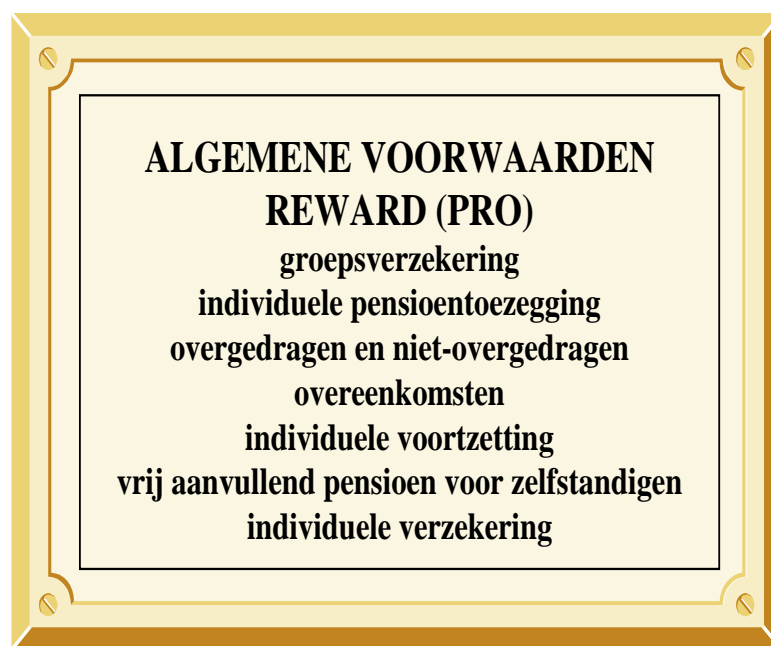 ALGEMENE VOORWAARDEN
REWARD (PRO)
groepsverzekering
individuele pensioentoezegging
overgedragen en niet-overgedragen
overeenkomsten
individuele voortzetting
vrij aanvullend pensioen voor zelfstandigen
individuele verzekering